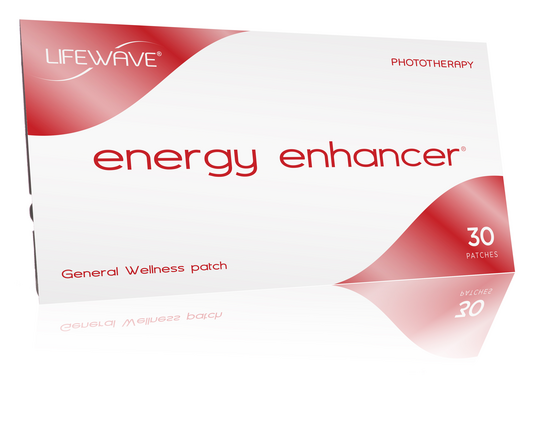 LIFEWAVE®
PHOTOTHERAPY
energy enhancer®
30
PATCHES
General Wellness patch